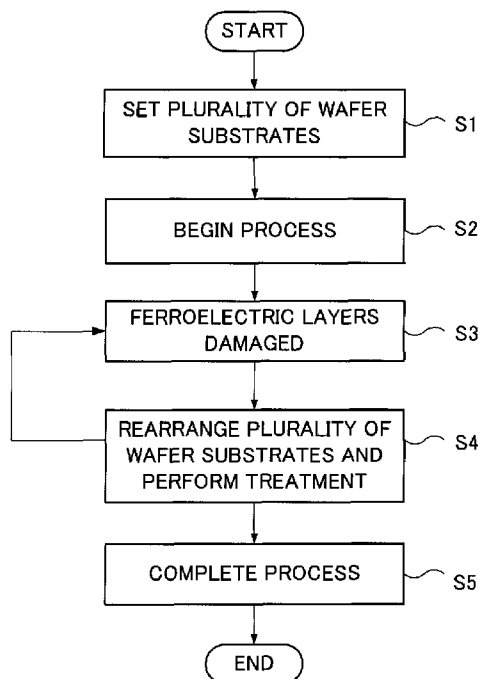 START
SET PLURALITY OF WAFER
SUBSTRATES
S1
BEGIN PROCESS
S2
FERROELECTRIC LAYERS
DAMAGED
S3
REARRANGE PLURALITY OF
WAFER SUBSTRATES AND
PERFORM TREATMENT
S4
COMPLETE PROCESS
S5
END